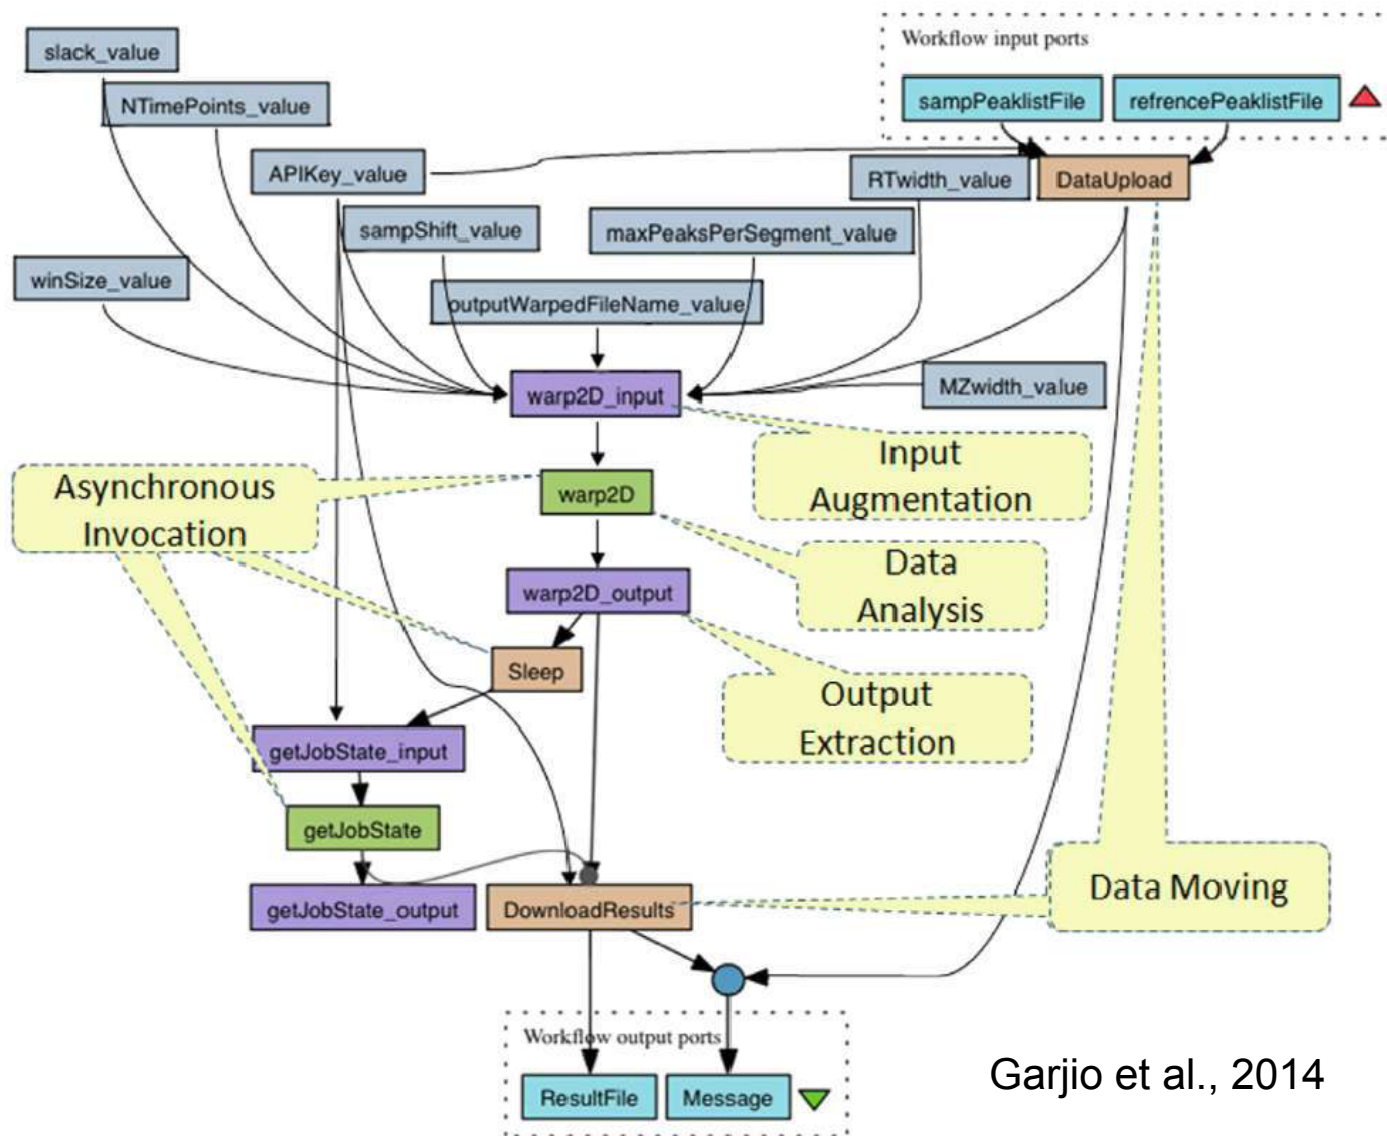 slack_value
Workflow input ports
NTimePoints_value
sampPeaklistFile
refrencePeaklistFile
APIKey_value
RTwidth_value
DataUpload
sampShift_value
maxPeaksPerSegment_value
winSize_value
outputWarpedFileName_value
warp2D_input
MZwidth_value
Input
Augmentation
Asynchronous
Invocation
warp2D
Data
Analysis
warp2D_output
Sleep
Output
Extraction
getJobState_input
getJobState
Data Moving
getJobState_output
DownloadResults
Workflow output ports
ResultFile
Message
Garjio et al., 2014